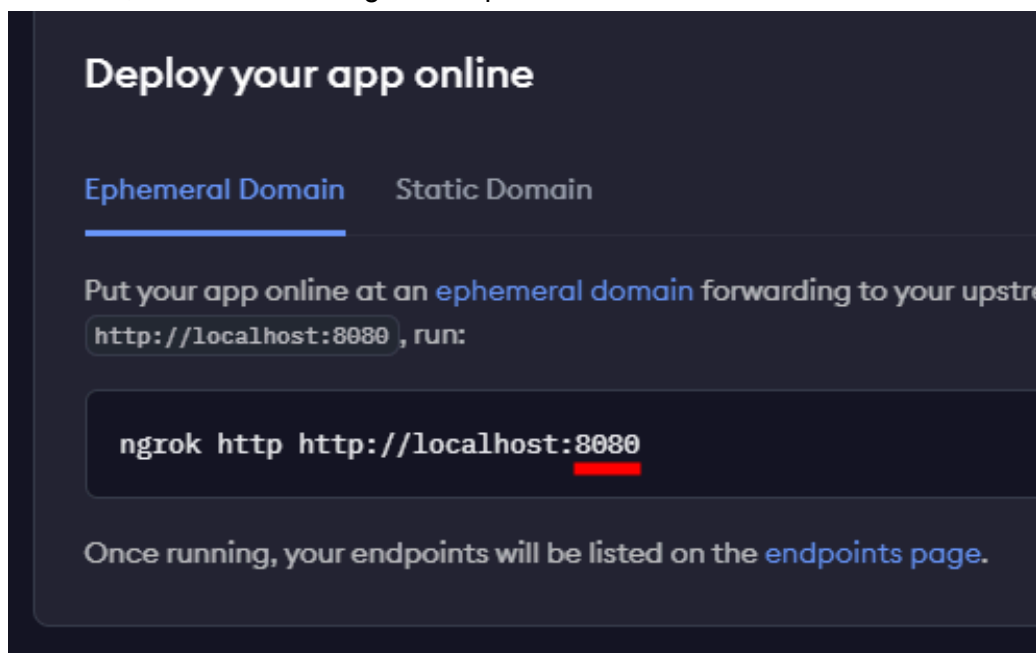 Deploy your app online
Ephemeral Domain Static Domain
Put your app online at an ephemeral domain forwarding to your
http://localhost:8080, run:
ngrok http http://localhost:8080
Once running, your endpoints will be listed on the endpoints page.